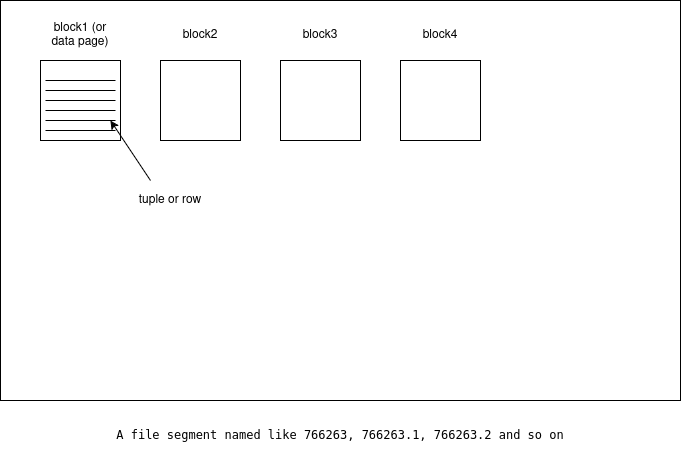 block1 (or
data page)
block2
block3
block4
tuple or row
A file segment named like 766263, 766263.1, 766263.2 and so on